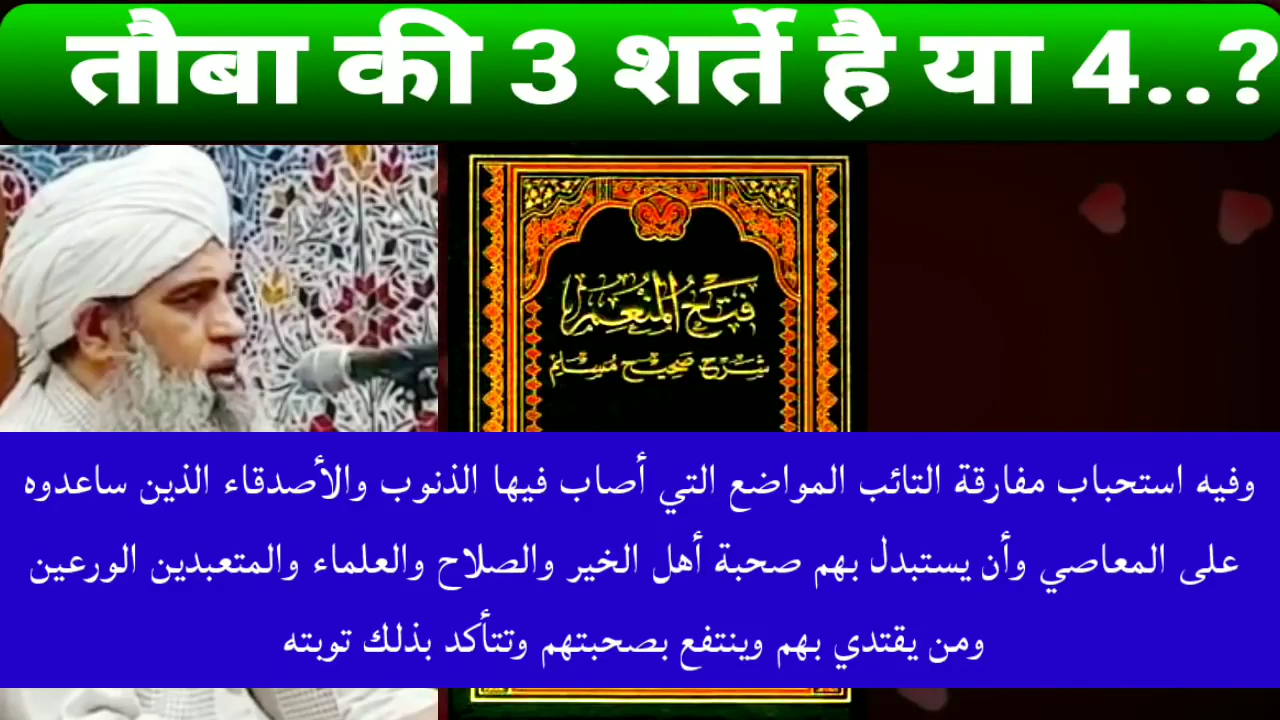 तौबा की 3 शर्ते है या 4..?
فتح المنعم
شرح صحيح مسلم
وفيه استحباب مفارقة التائب المواضع التي أصاب فيها الذنوب والأصدقاء الذين ساعدوه
على المعاصي وأن يستبدل بهم صحبة أهل الخير والصلاح والعلماء والمتعبدين الورعين
ومن يقتدي بهم وينتفع بصحبتهم وتتأكد بذلك توبته